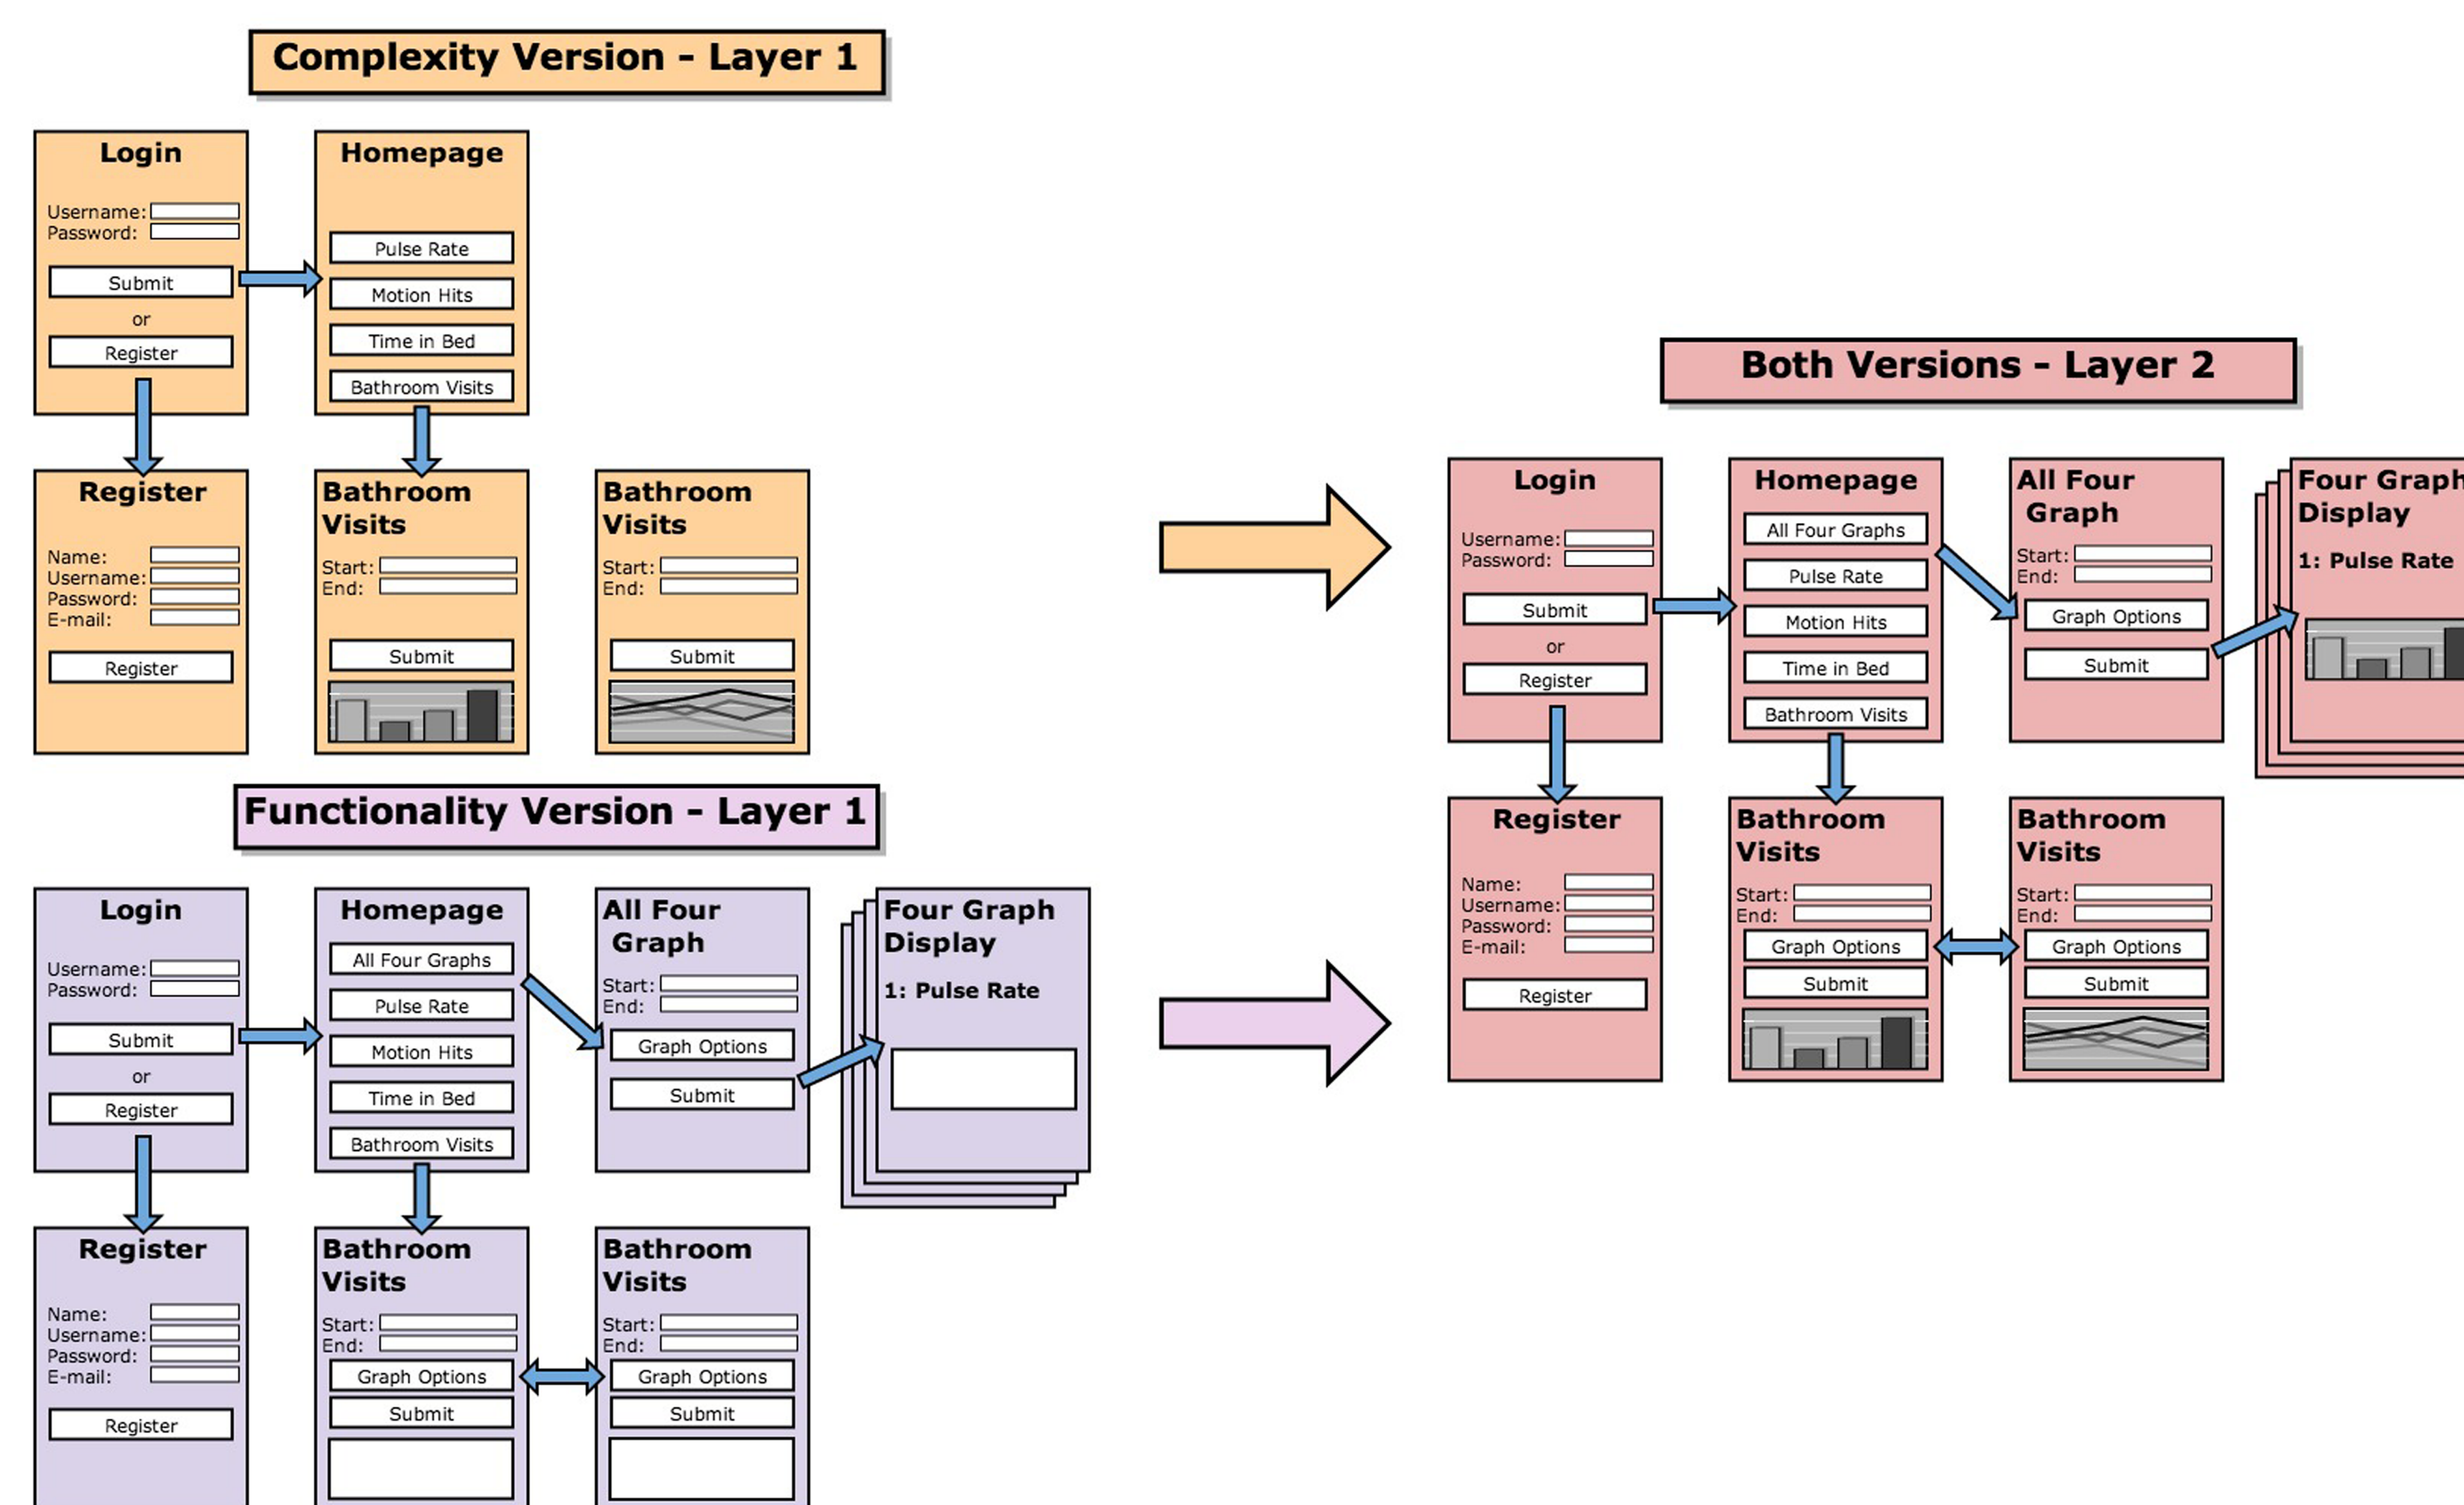 Complexity Version - Layer 1
Login
Username:
Password:
Submit
or
Register
Homepage
Pulse Rate
Motion Hits
Time in Bed
Bathroom Visits
Register
Name:
Username:
Password:
E-mail:
Register
Bathroom
Visits
Start:
End:
Submit
Bathroom
Visits
Start:
End:
Submit
Functionality Version - Layer 1
Login
Username:
Password:
Submit
or
Register
Homepage
All Four Graphs
Pulse Rate
Motion Hits
Time in Bed
Bathroom Visits
All Four
Graph
Start:
End:
Graph Options
Submit
Four Graph
Display
1: Pulse Rate
Register
Name:
Username:
Password:
E-mail:
Register
Bathroom
Visits
Start:
End:
Graph Options
Submit
Bathroom
Visits
Start:
End:
Graph Options
Submit
Both Versions - Layer 2
Login
Username:
Password:
Submit
or
Register
Homepage
All Four Graphs
Pulse Rate
Motion Hits
Time in Bed
Bathroom Visits
All Four
Graph
Start:
End:
Graph Options
Submit
Four Graph
Display
1: Pulse Rate
Register
Name:
Username:
Password:
E-mail:
Register
Bathroom
Visits
Start:
End:
Graph Options
Submit
Bathroom
Visits
Start:
End:
Graph Options
Submit